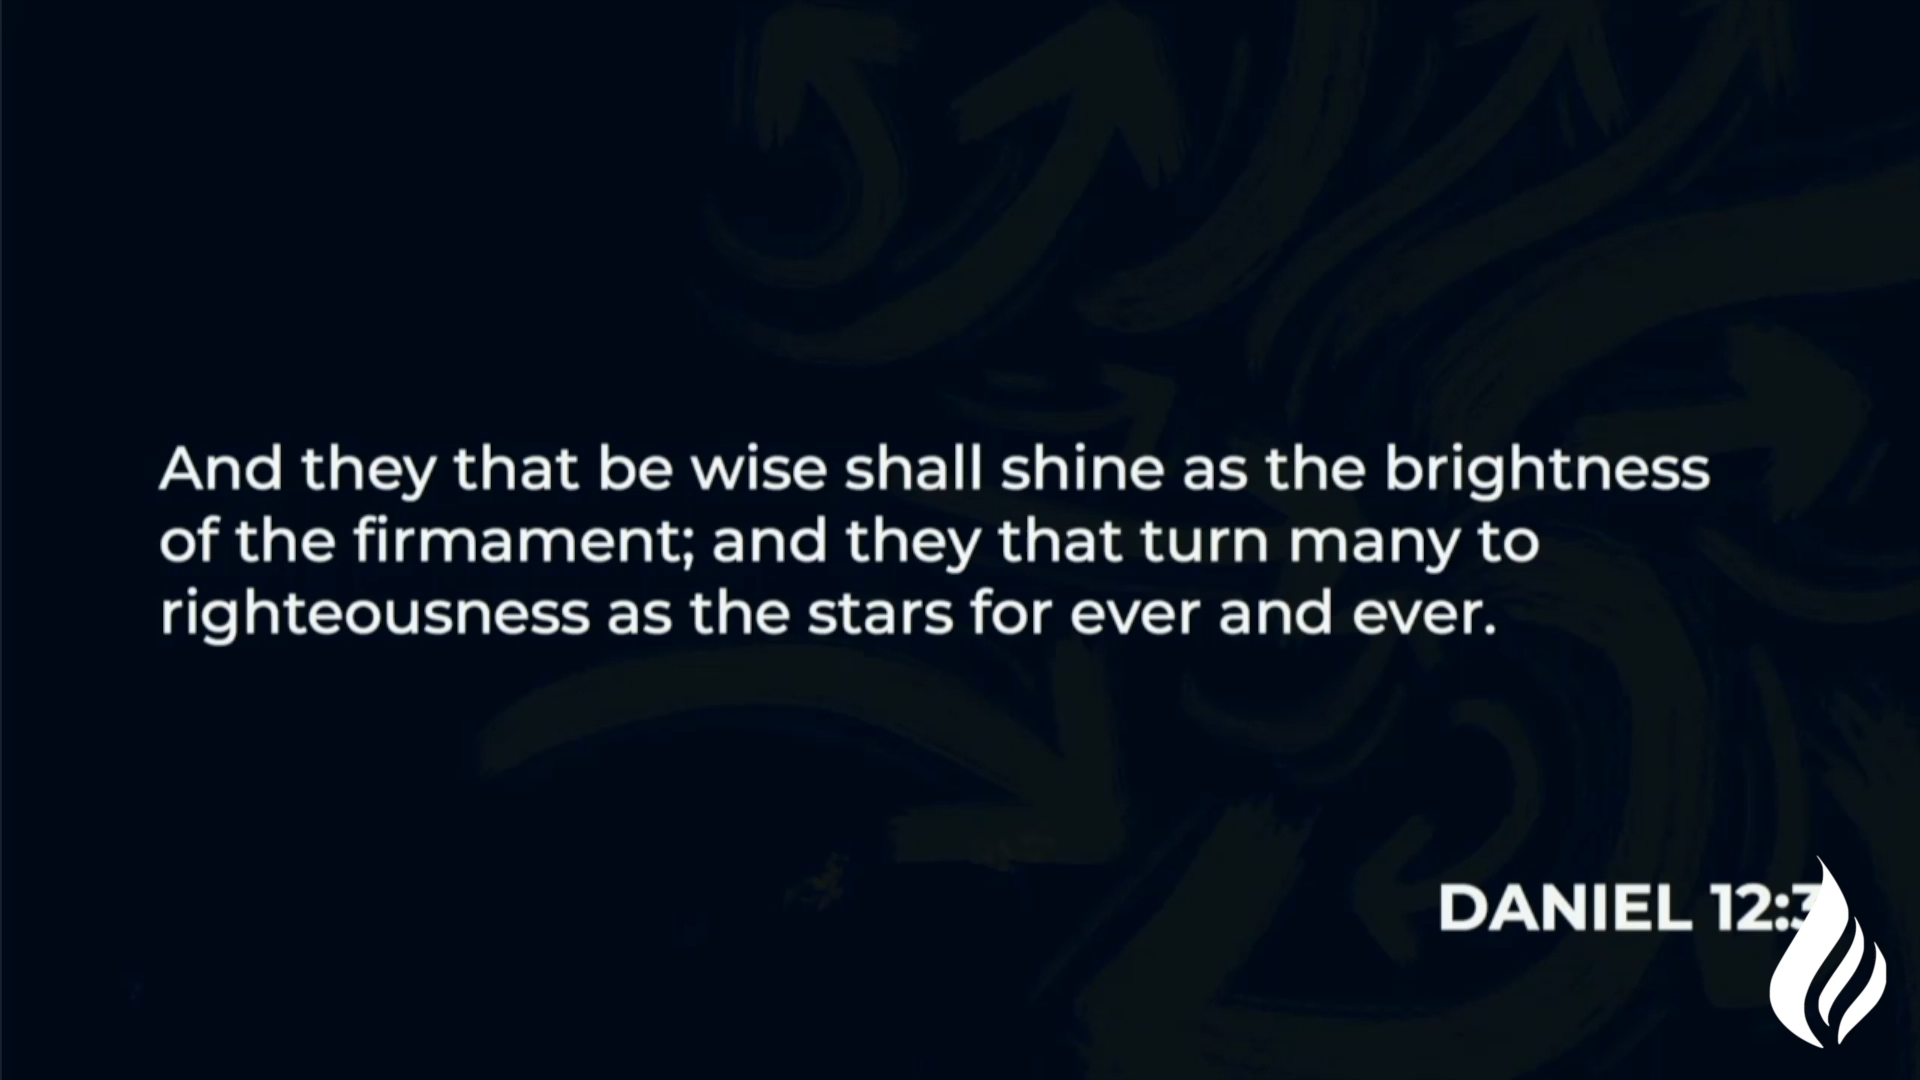 And they that be wise shall shine as the brightness
of the firmament; and they that turn many to
righteousness as the stars for ever and ever.
DANIEL 12:3